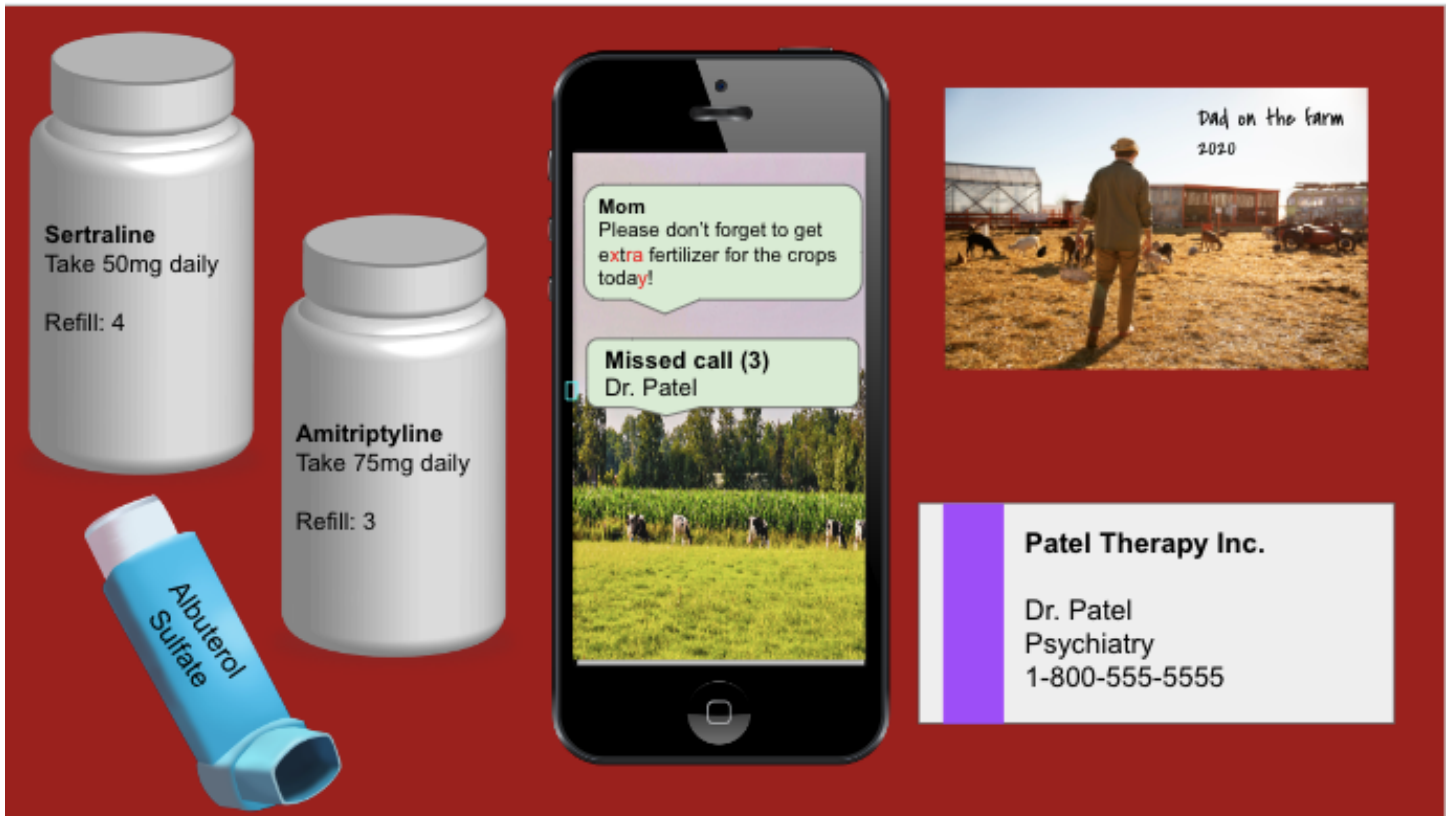 Sertraline
Take 50mg daily
Refill: 4
Amitriptyline
Take 75mg daily
Refill: 3
Albuterol
Sulfate
Mom
Please don't forget to get
extra fertilizer for the crops
today!
Missed call (3)
Dr. Patel
Dad on the farm
2020
Patel Therapy Inc.
Dr. Patel
Psychiatry
1-800-555-5555